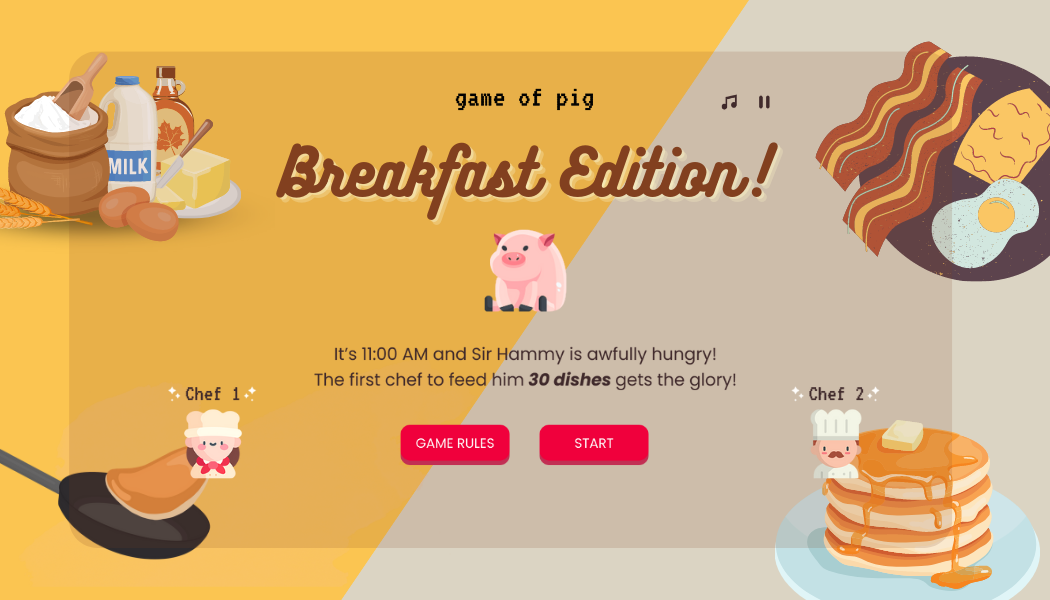 game of pig
Breakfast Edition!
MILK
It's 11:00 AM and Sir Hammy is awfully hungry!
The first chef to feed him 30 dishes gets the glory!
Chef 1
Chef 2
GAME RULES
START